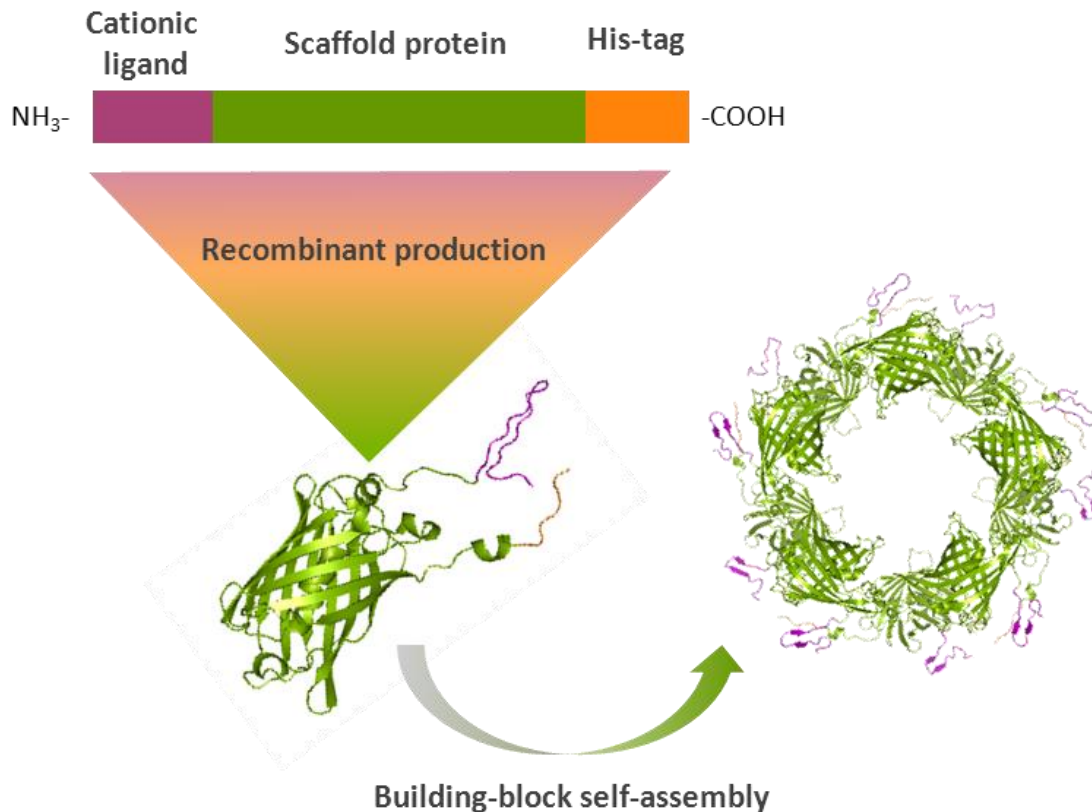 Cationic
ligand
Scaffold protein
His-tag
NH₃-
-COOH
Recombinant production
Building-block self-assembly